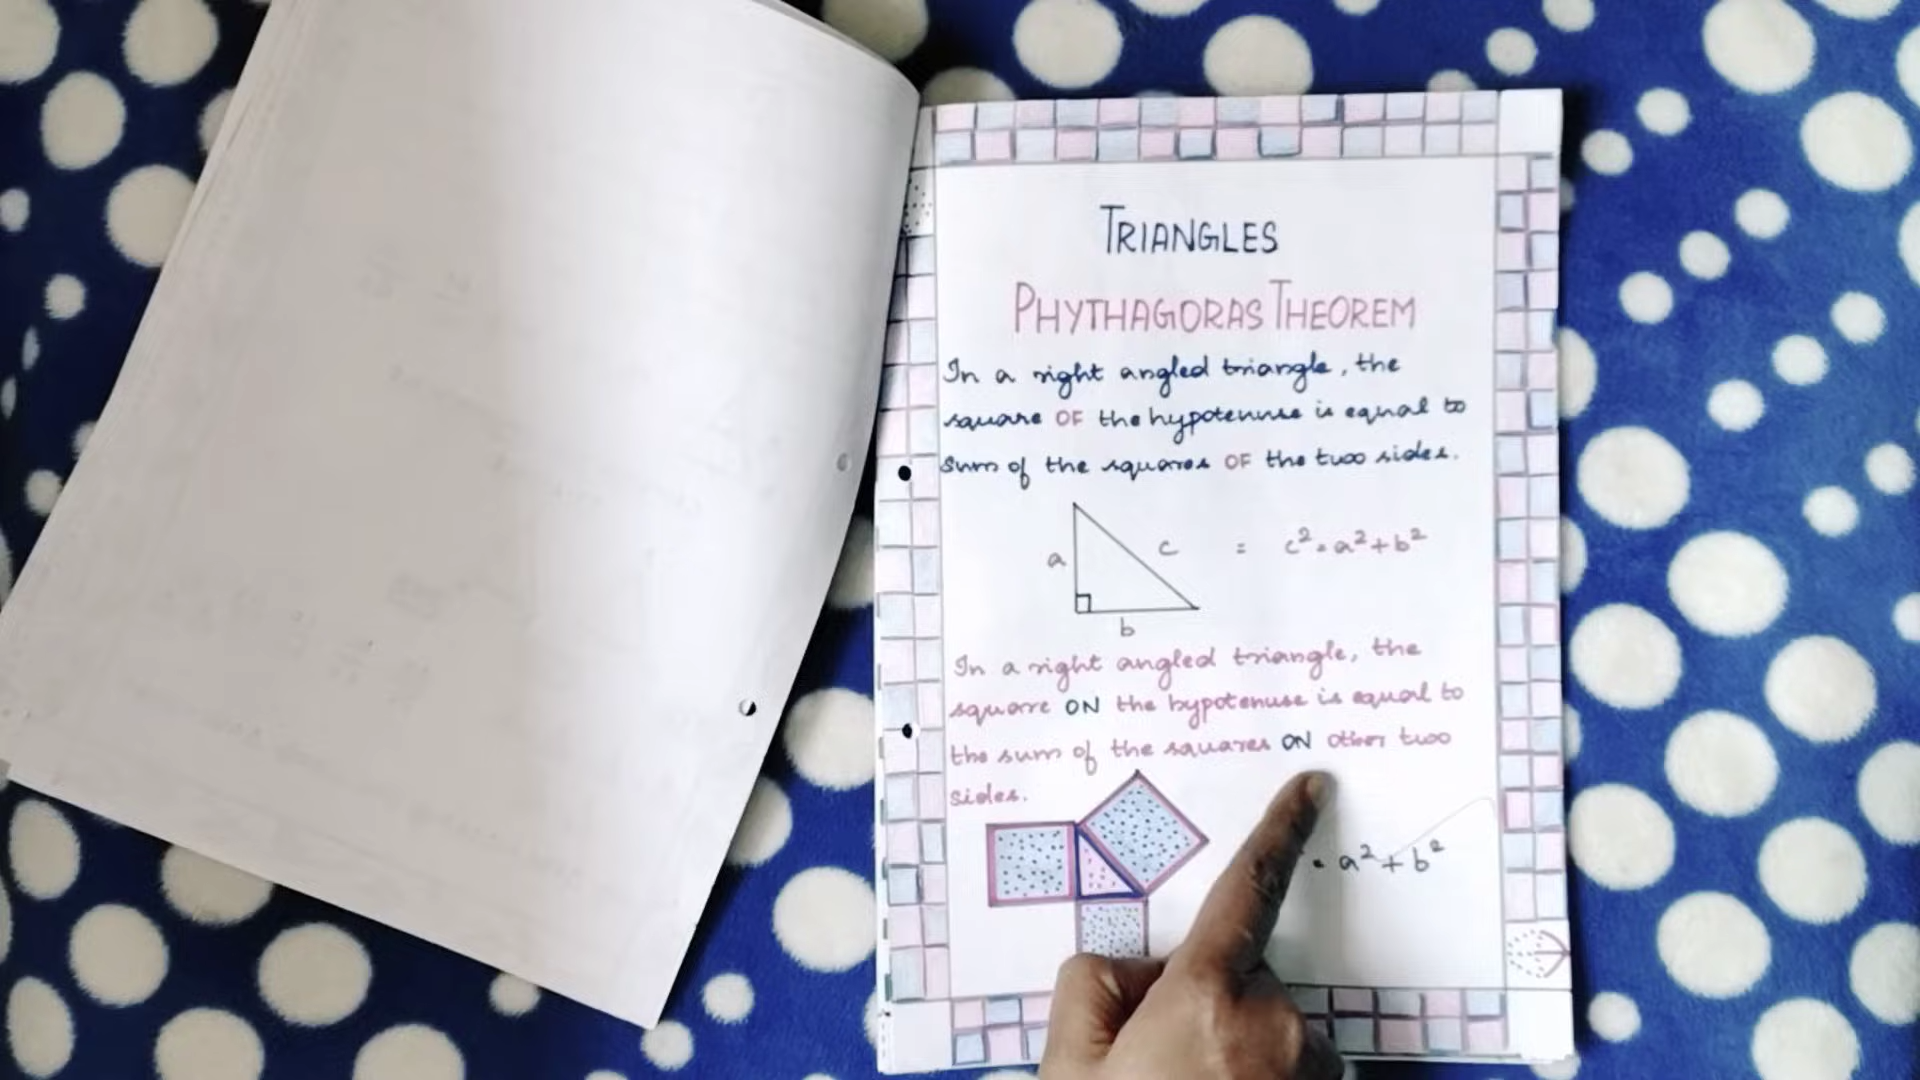 TRIANGLES
PHYTHAGORAS THEOREM
In a right angled triangle, the
square OF the hypotenuse is equal to
Sum of the squares OF the two sides.
a
c
= c²=a²+b²
b
In a right angled triangle, the
square ON the hypotenuse is equal to
the sum of the squares ON other two
sides.
= a²+b²